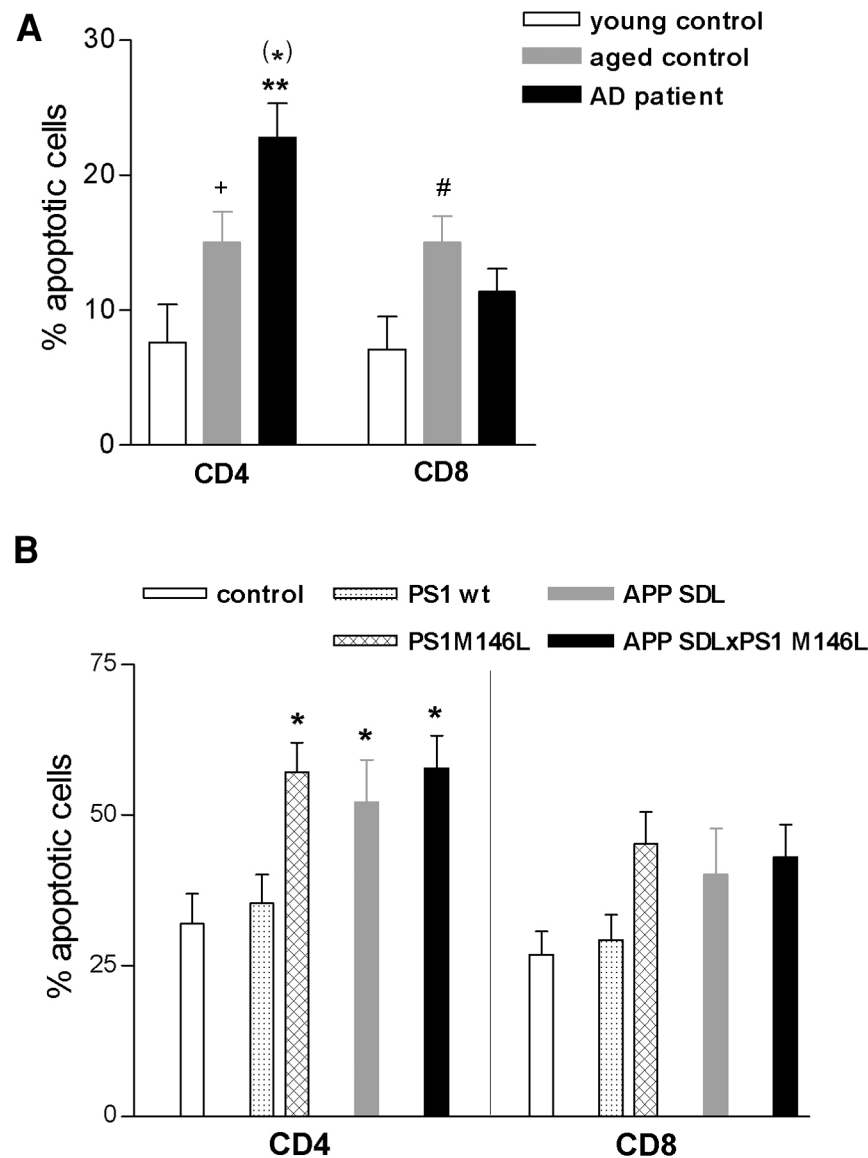 A
young control
aged control
AD patient
% apoptotic cells
30
20
10
0
(*)
**
+
#
CD4 CD8
B
control PS1 wt APP SDL
PS1M146L APP SDLxPS1 M146L
% apoptotic cells
75
50
25
0
* * *
CD4 CD8